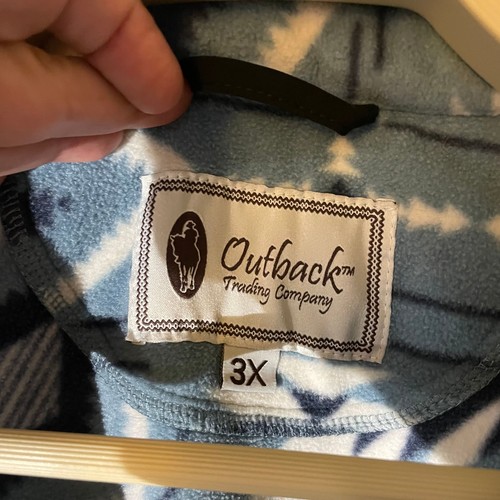 Outback™
Trading Company
3X